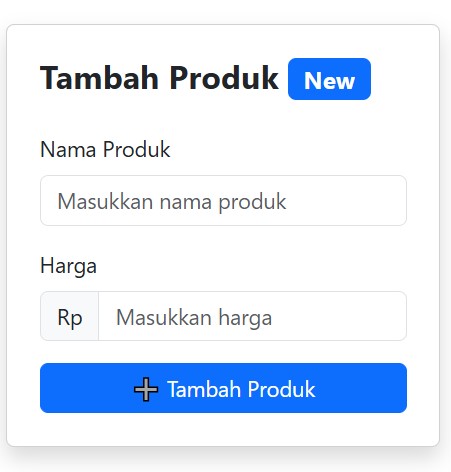 Tambah Produk New
Nama Produk
Masukkan nama produk
Harga
Rp Masukkan harga
➕ Tambah Produk